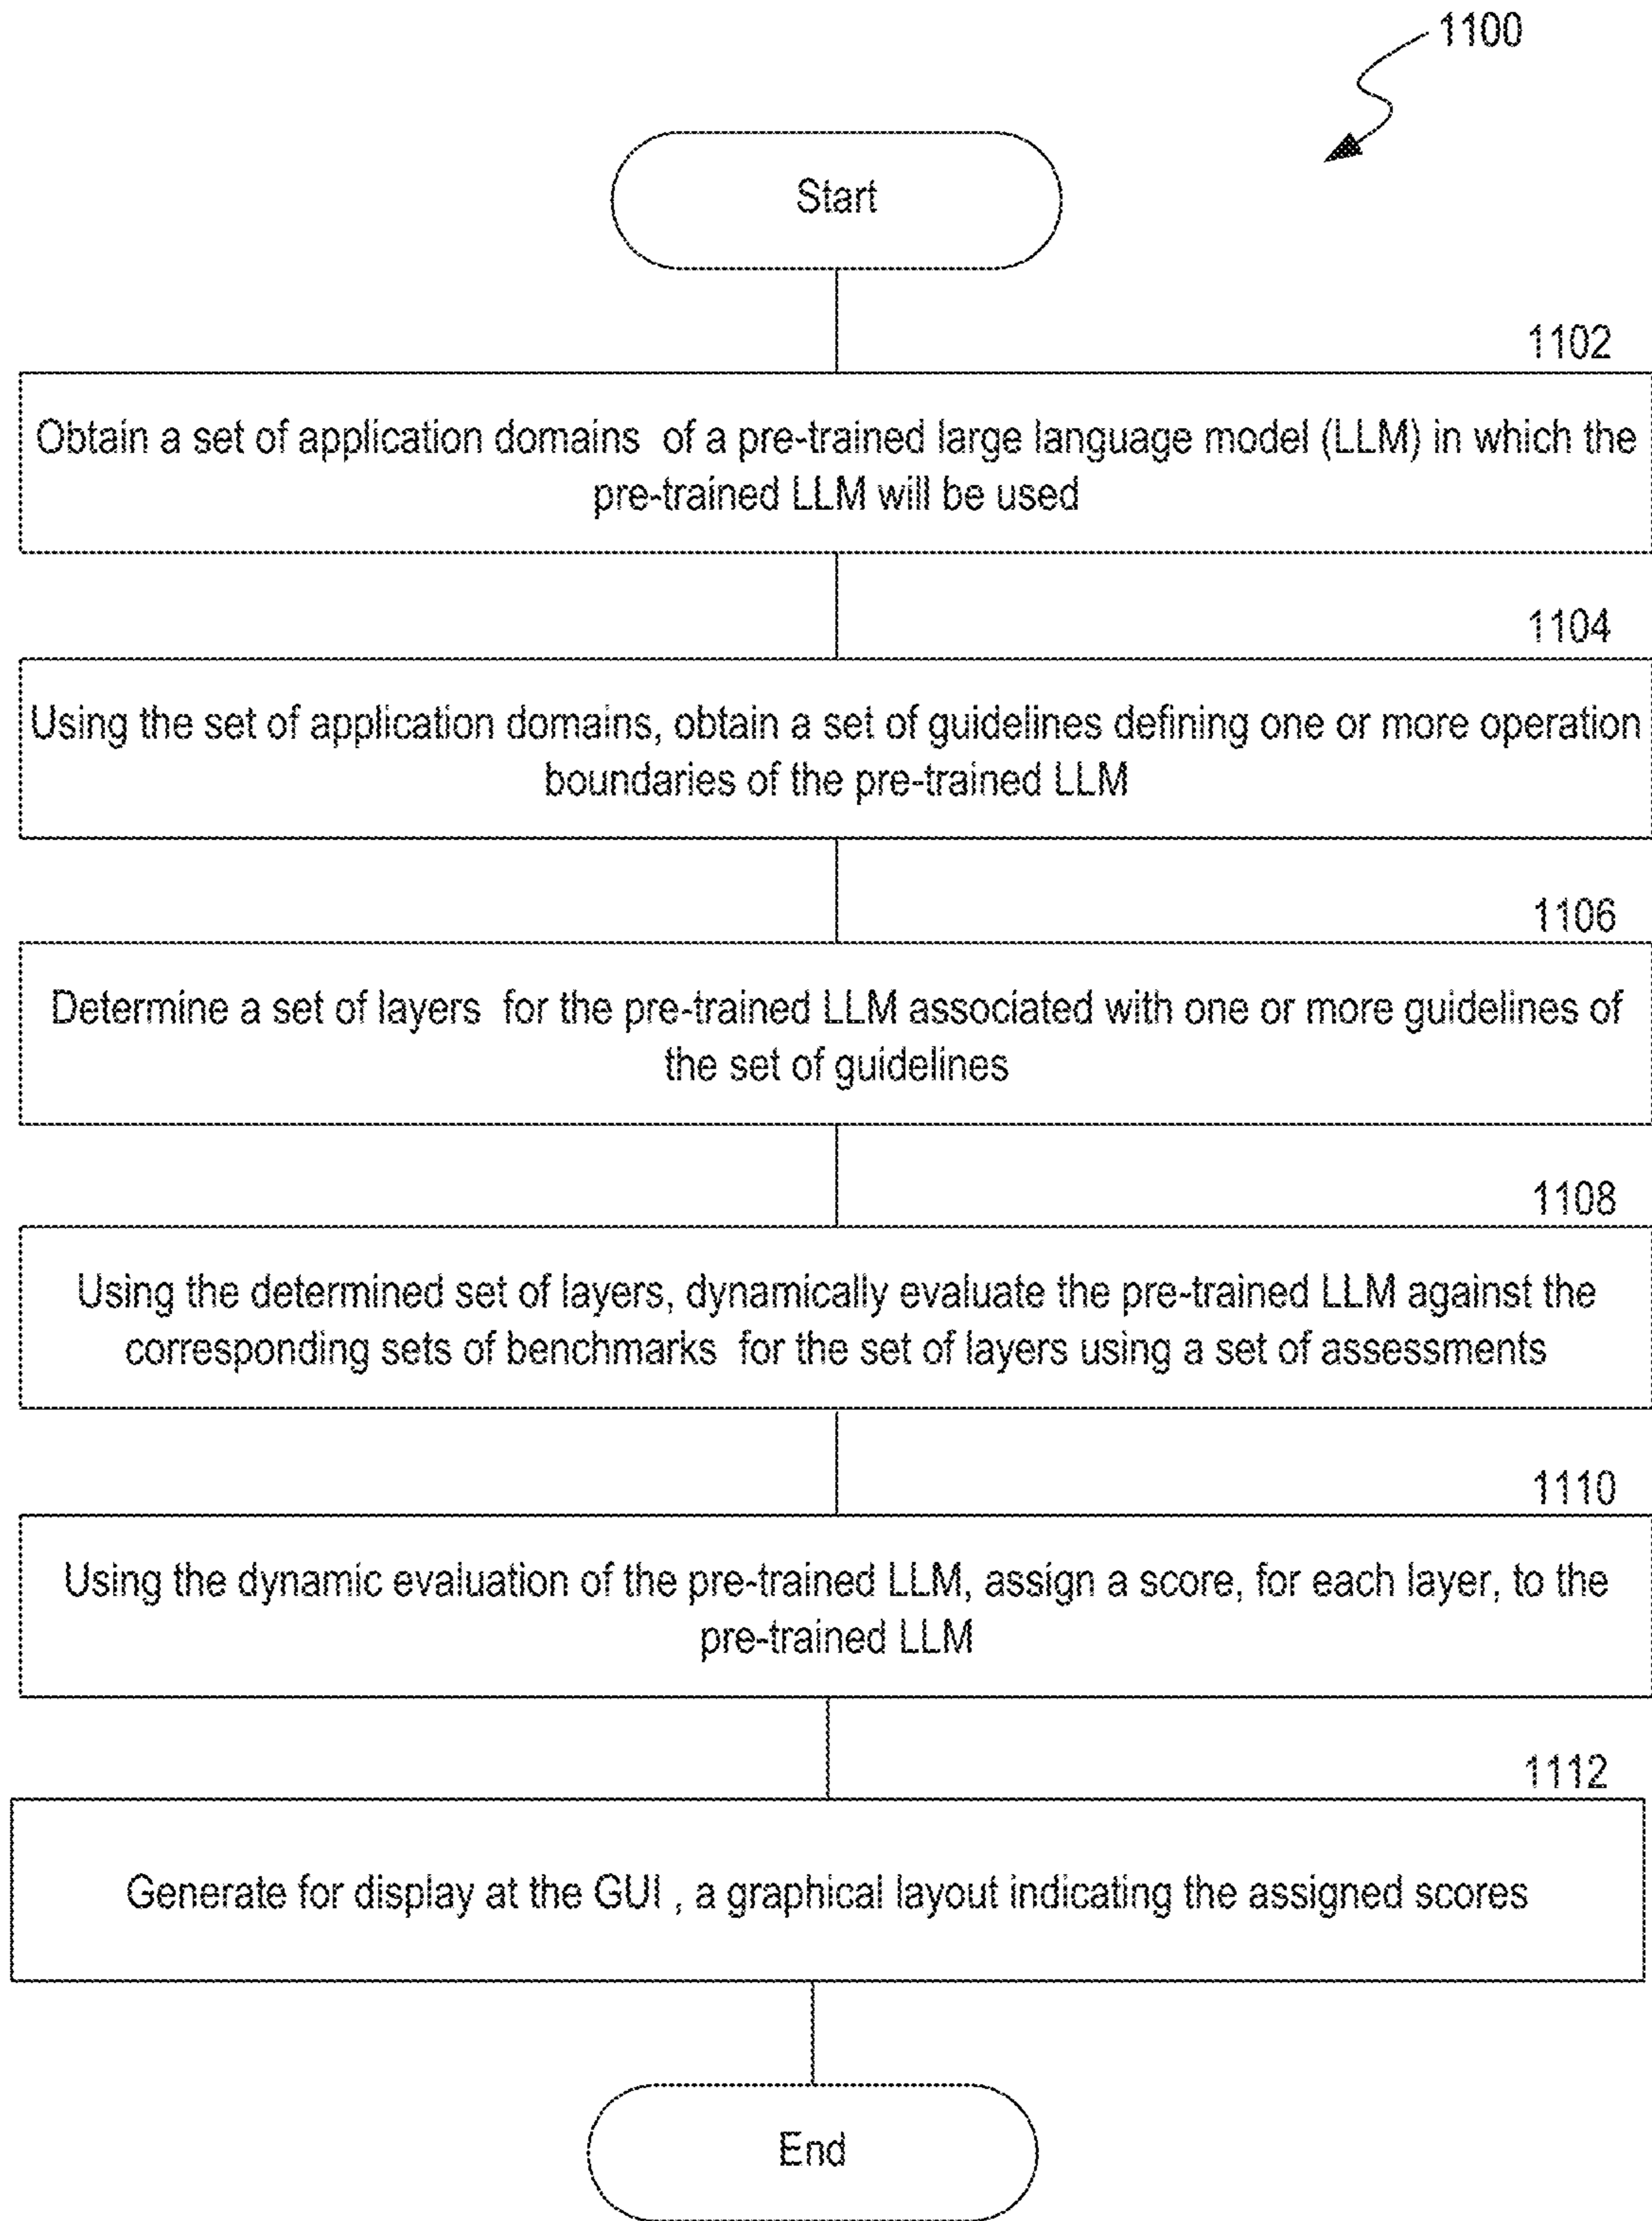 1100
Start
1102
Obtain a set of application domains of a pre-trained large language model (LLM) in which the
pre-trained LLM will be used
1104
Using the set of application domains, obtain a set of guidelines defining one or more operation
boundaries of the pre-trained LLM
1106
Determine a set of layers for the pre-trained LLM associated with one or more guidelines of
the set of guidelines
1108
Using the determined set of layers, dynamically evaluate the pre-trained LLM against the
corresponding sets of benchmarks for the set of layers using a set of assessments
1110
Using the dynamic evaluation of the pre-trained LLM, assign a score, for each layer, to the
pre-trained LLM
1112
Generate for display at the GUI , a graphical layout indicating the assigned scores
End